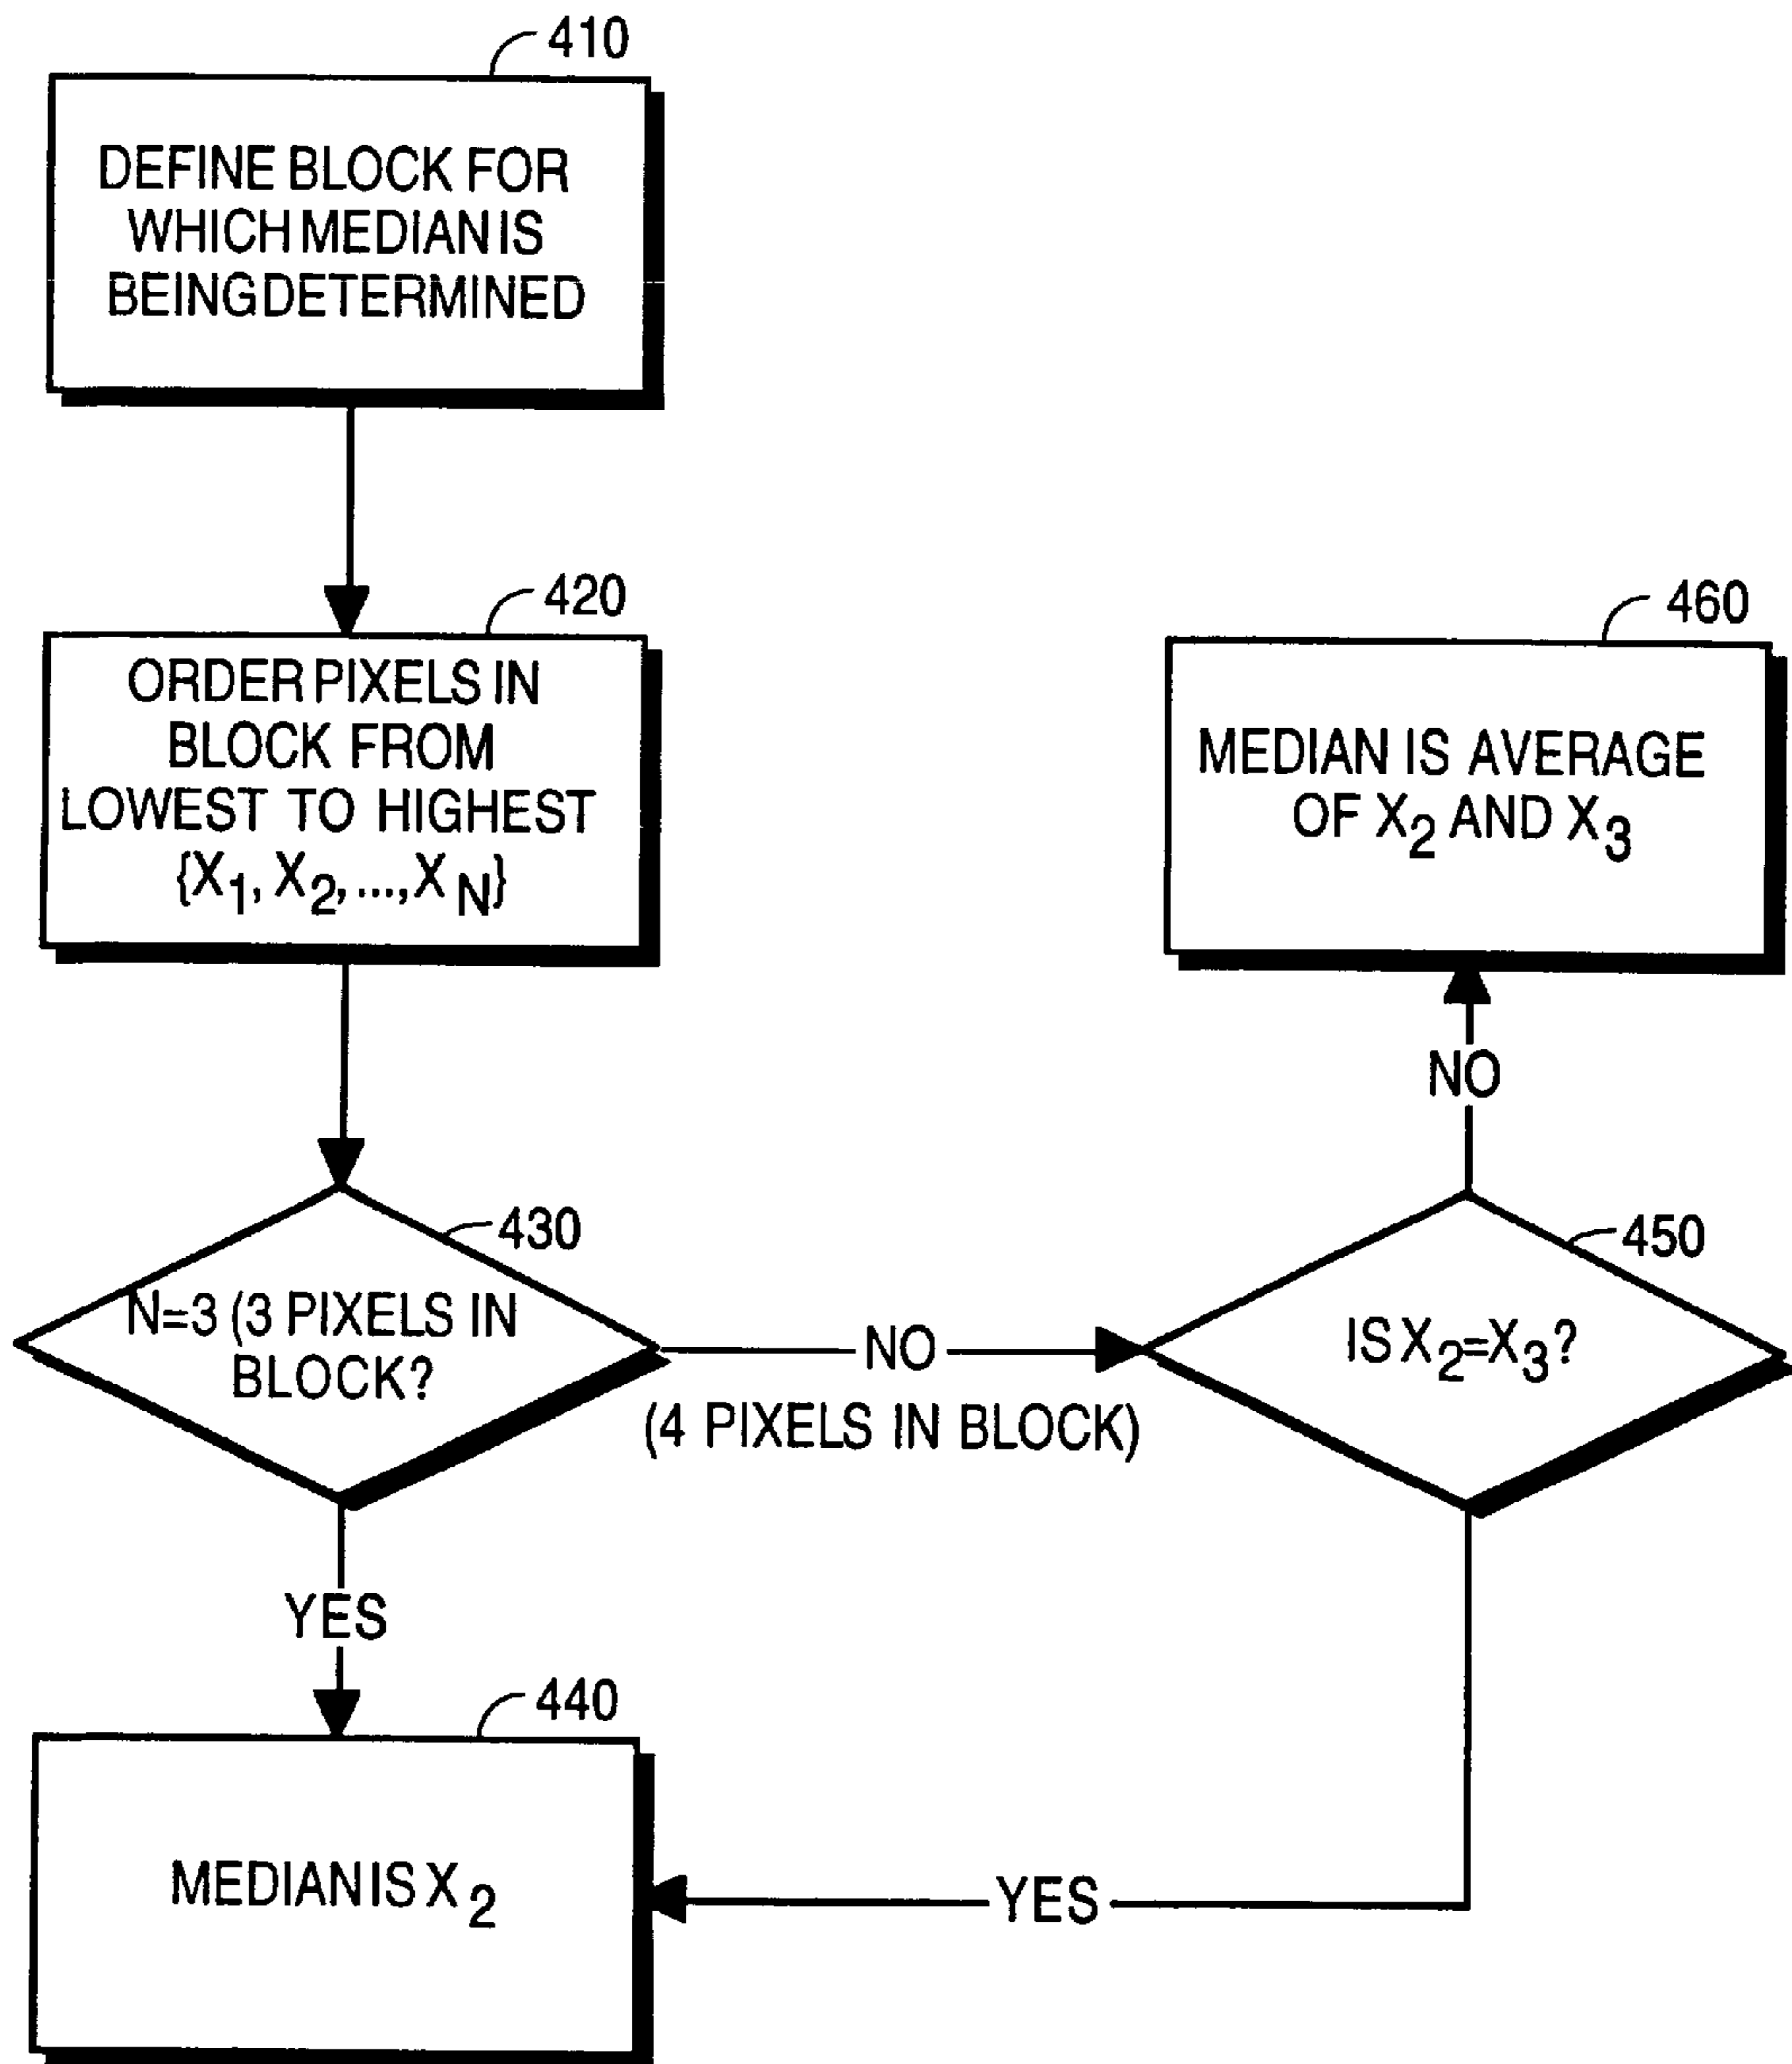 410
DEFINE BLOCK FOR
WHICH MEDIAN IS
BEING DETERMINED
420
ORDER PIXELS IN
BLOCK FROM
LOWEST TO HIGHEST
{X1, X2,...,X N}
460
MEDIAN IS AVERAGE
OF X2 AND X3
NO
430
N=3 (3 PIXELS IN
BLOCK?
NO
(4 PIXELS IN BLOCK)
450
IS X2=X3?
YES
440
MEDIAN IS X2
YES